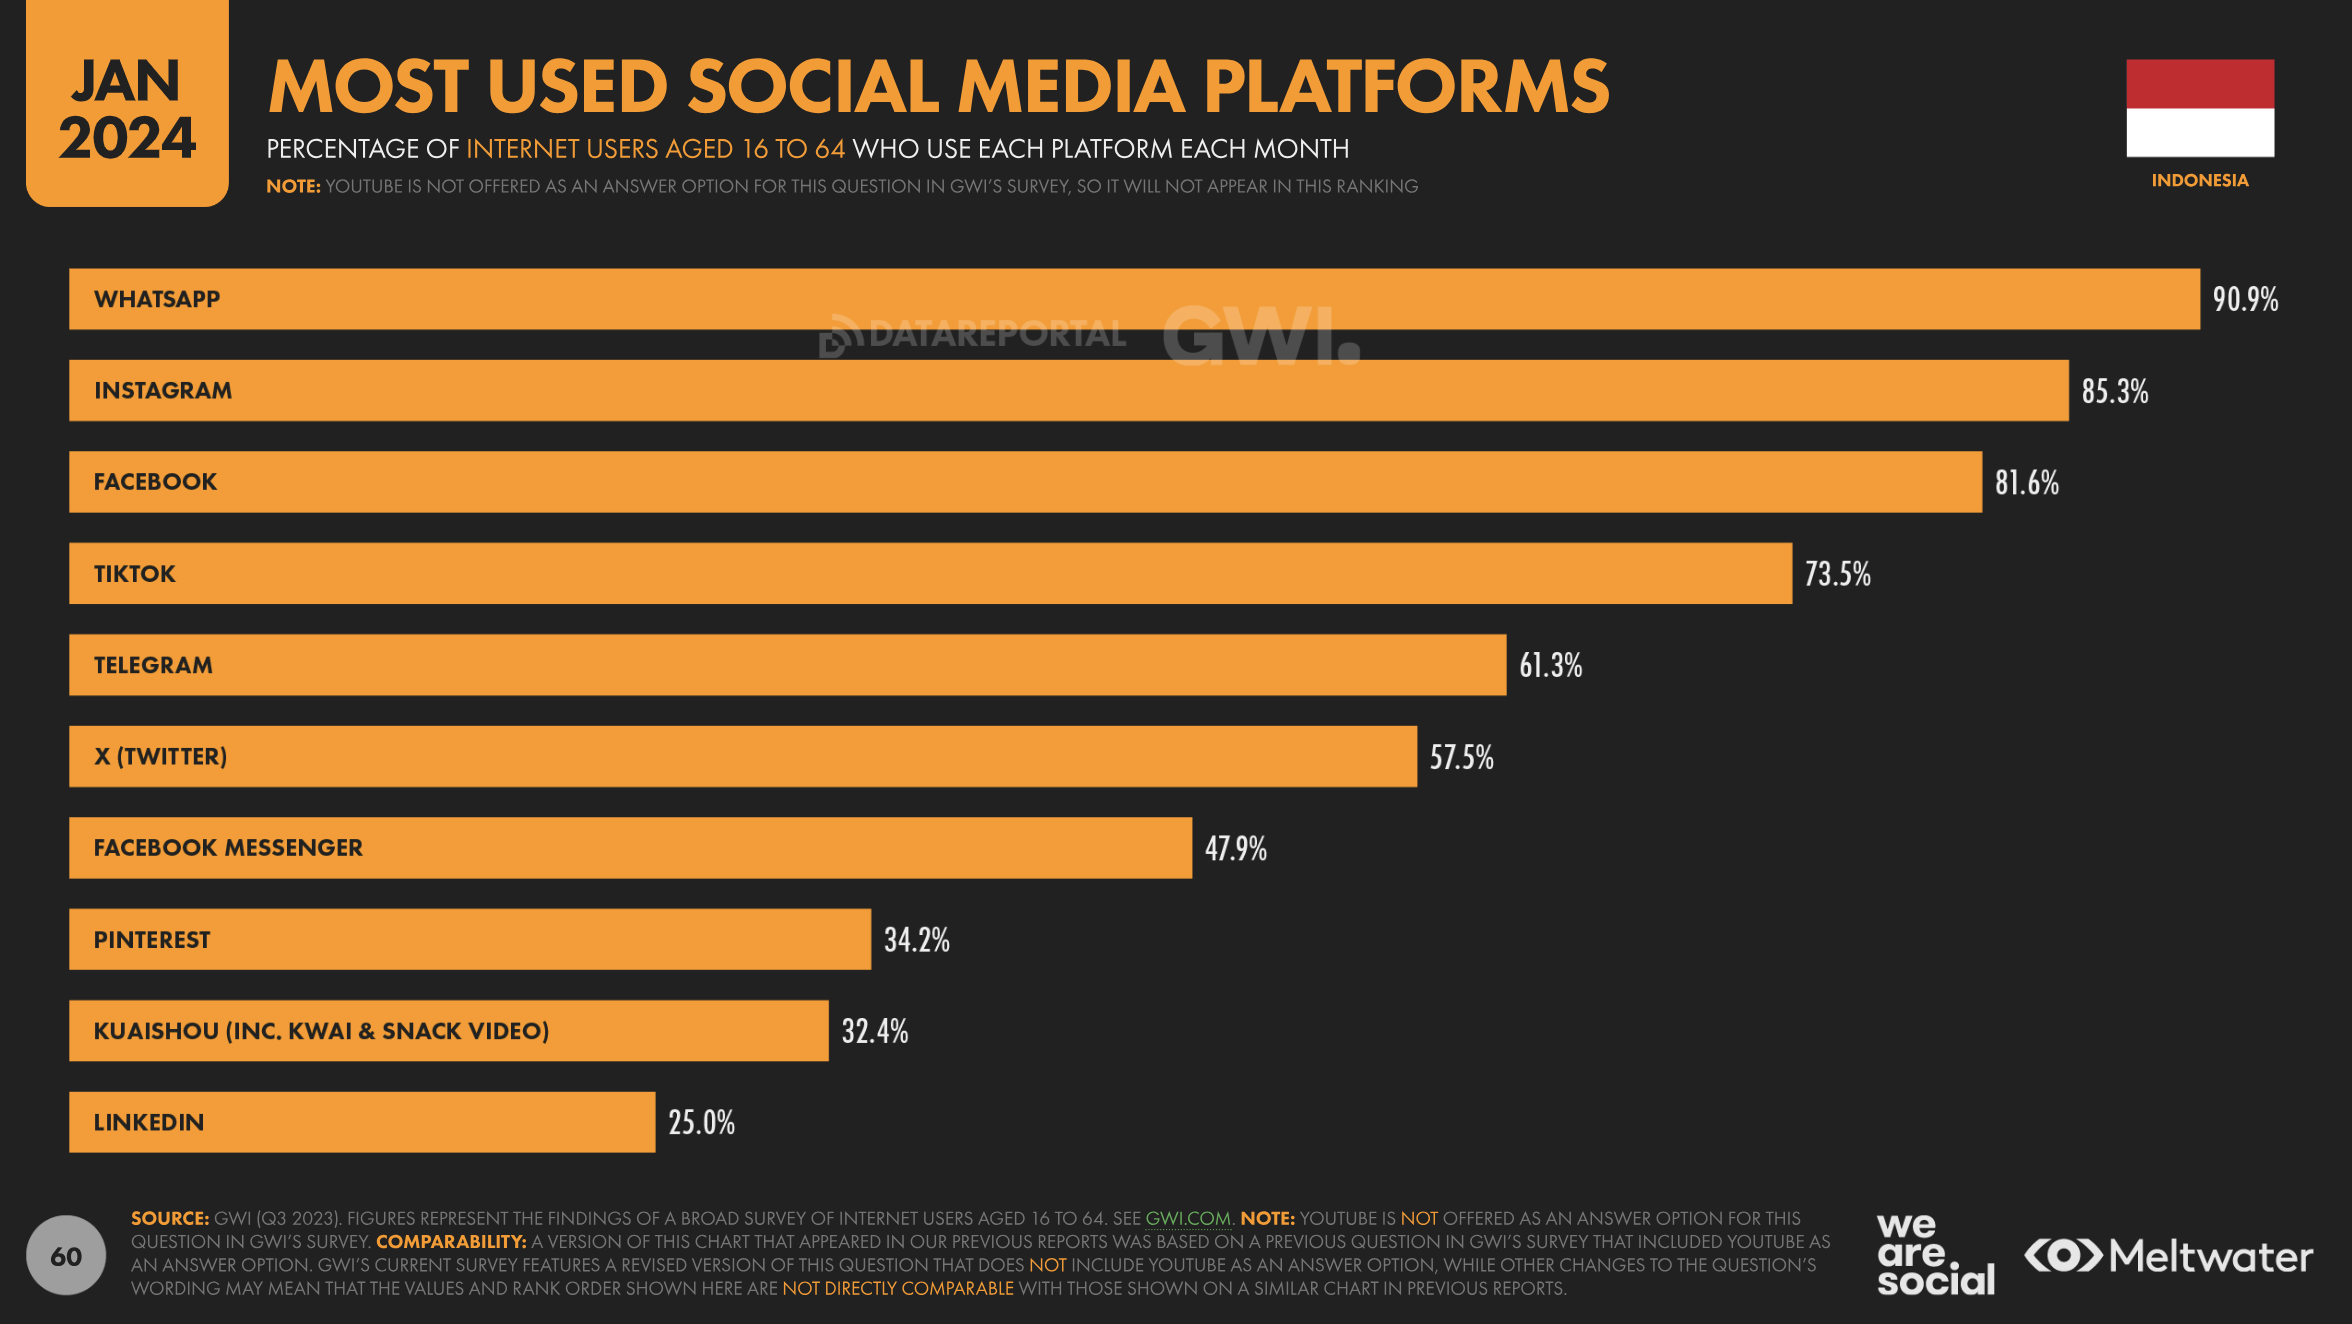 JAN
2024
MOST USED SOCIAL MEDIA PLATFORMS
PERCENTAGE OF INTERNET USERS AGED 16 TO 64 WHO USE EACH PLATFORM EACH MONTH
NOTE: YOUTUBE IS NOT OFFERED AS AN ANSWER OPTION FOR THIS QUESTION IN GWI'S SURVEY, SO IT WILL NOT APPEAR IN THIS RANKING
INDONESIA
WHATSAPP 90.9%
DATAREPORTAL GWI.
INSTAGRAM 85.3%
FACEBOOK 81.6%
TIKTOK 73.5%
TELEGRAM 61.3%
X (TWITTER) 57.5%
FACEBOOK MESSENGER 47.9%
PINTEREST 34.2%
KUAISHOU (INC. KWAI & SNACK VIDEO) 32.4%
LINKEDIN 25.0%
60
SOURCE: GWI (Q3 2023). FIGURES REPRESENT THE FINDINGS OF A BROAD SURVEY OF INTERNET USERS AGED 16 TO 64. SEE GWI.COM. NOTE: YOUTUBE IS NOT OFFERED AS AN ANSWER OPTION FOR THIS
QUESTION IN GWI'S SURVEY. COMPARABILITY: A VERSION OF THIS CHART THAT APPEARED IN OUR PREVIOUS REPORTS WAS BASED ON A PREVIOUS QUESTION IN GWI'S SURVEY THAT INCLUDED YOUTUBE AS
AN ANSWER OPTION. GWI'S CURRENT SURVEY FEATURES A REVISED VERSION OF THIS QUESTION THAT DOES NOT INCLUDE YOUTUBE AS AN ANSWER OPTION, WHILE OTHER CHANGES TO THE QUESTION'S
WORDING MAY MEAN THAT THE VALUES AND RANK ORDER SHOWN HERE ARE NOT DIRECTLY COMPARABLE WITH THOSE SHOWN ON A SIMILAR CHART IN PREVIOUS REPORTS.
we
are
social
Meltwater